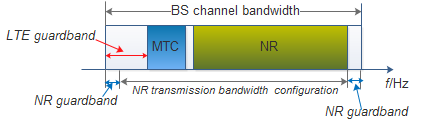 BS channel bandwidth
LTE guardband
MTC
NR
f/Hz
NR guardband
NR transmission bandwidth configuration
NR guardband